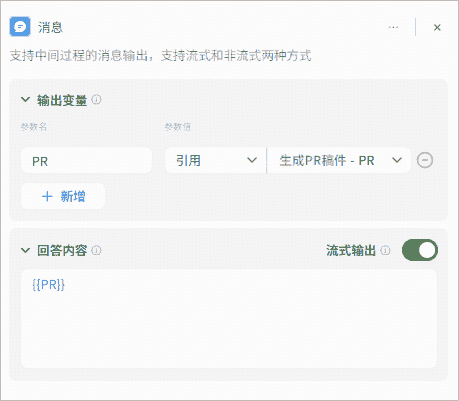 消息
支持中间过程的消息输出，支持流式和非流式两种方式
输出变量
参数名 参数值
PR 引用 生成PR稿件 - PR
+ 新增
回答内容 流式输出
{{PR}}